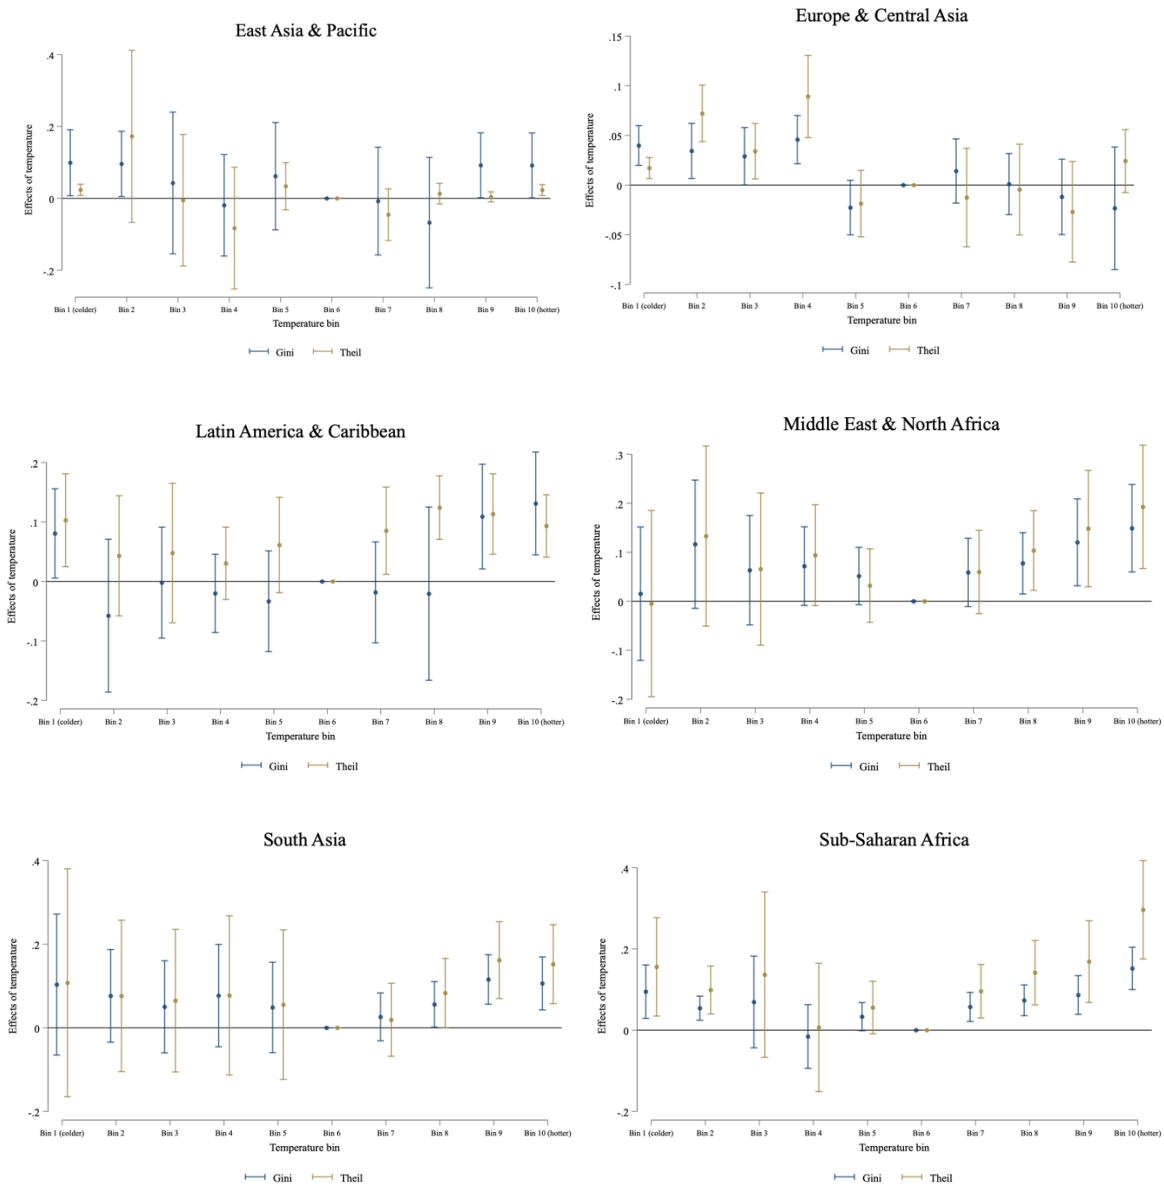 East Asia & Pacific
Effects of temperature
.4
.2
0
-.2
Bin 1 (colder) Bin 2 Bin 3 Bin 4 Bin 5 Bin 6 Bin 7 Bin 8 Bin 9 Bin 10 (hotter)
Temperature bin
Gini Theil
Europe & Central Asia
Effects of temperature
.15
.1
.05
0
-.05
-.1
Bin 1 (colder) Bin 2 Bin 3 Bin 4 Bin 5 Bin 6 Bin 7 Bin 8 Bin 9 Bin 10 (hotter)
Temperature bin
Gini Theil
Latin America & Caribbean
Effects of temperature
.2
.1
0
-.1
-.2
Bin 1 (colder) Bin 2 Bin 3 Bin 4 Bin 5 Bin 6 Bin 7 Bin 8 Bin 9 Bin 10 (hotter)
Temperature bin
Gini Theil
Middle East & North Africa
Effects of temperature
.3
.2
.1
0
-.1
-.2
Bin 1 (colder) Bin 2 Bin 3 Bin 4 Bin 5 Bin 6 Bin 7 Bin 8 Bin 9 Bin 10 (hotter)
Temperature bin
Gini Theil
South Asia
Effects of temperature
.4
.2
0
-.2
Bin 1 (colder) Bin 2 Bin 3 Bin 4 Bin 5 Bin 6 Bin 7 Bin 8 Bin 9 Bin 10 (hotter)
Temperature bin
Gini Theil
Sub-Saharan Africa
Effects of temperature
.4
.2
0
-.2
Bin 1 (colder) Bin 2 Bin 3 Bin 4 Bin 5 Bin 6 Bin 7 Bin 8 Bin 9 Bin 10 (hotter)
Temperature bin
Gini Theil